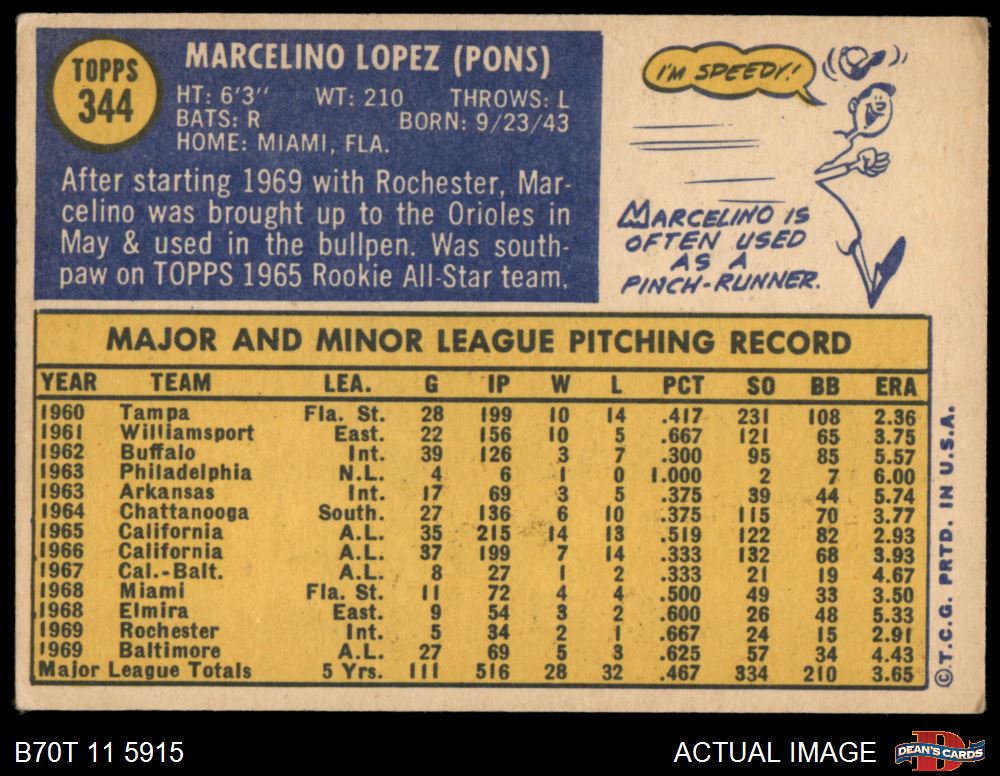 TOPPS
344
MARCELINO LOPEZ (PONS)
HT: 6'3" WT: 210 THROWS: L
BATS: R BORN: 9/23/43
HOME: MIAMI, FLA.
After starting 1969 with Rochester, Mar-
celino was brought up to the Orioles in
May & used in the bullpen. Was south-
paw on TOPPS 1965 Rookie All-Star team.
I'M SPEEDY!
MARCELINO IS
OFTEN USED
AS A
PINCH-RUNNER.
MAJOR AND MINOR LEAGUE PITCHING RECORD
YEAR TEAM LEA. G IP W L PCT SO BB ERA
1960 Tampa Fla. St. 28 199 10 14 .417 231 108 2.36
1961 Williamsport East. 22 156 10 5 .667 121 65 3.75
1962 Buffalo Int. 39 126 3 7 .300 95 85 5.57
1963 Philadelphia N.L. 4 6 1 0 1.000 2 7 6.00
1963 Arkansas Int. 17 69 3 5 .375 39 44 5.74
1964 Chattanooga South. 27 136 6 10 .375 115 70 3.77
1965 California A.L. 35 215 14 13 .519 122 82 2.93
1966 California A.L. 37 199 7 14 .333 132 68 3.93
1967 Cal.-Balt. A.L. 8 27 1 2 .333 21 19 4.67
1968 Miami Fla. St. 11 72 4 4 .500 49 33 3.50
1968 Elmira East. 9 54 3 2 .600 26 48 5.33
1969 Rochester Int. 5 34 2 1 .667 24 15 2.91
1969 Baltimore A.L. 27 69 5 3 .625 57 34 4.43
Major League Totals 5 Yrs. 111 516 28 32 .467 334 210 3.65
©T.C.G. PRTD. IN U.S.A.
B70T 11 5915
ACTUAL IMAGE
DEAN'S CARDS